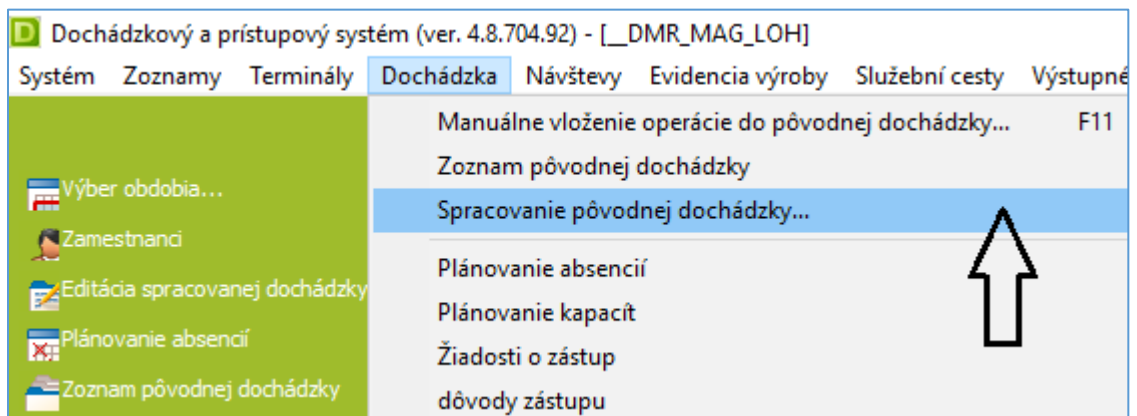 Dochádzkový a prístupový systém (ver. 4.8.704.92) - [__DMR_MAG_LOH]
Systém Zoznamy Terminály Dochádzka Návštevy Evidencia výroby Služební cesty Výstupné
Manuálne vloženie operácie do pôvodnej dochádzky... F11
Zoznam pôvodnej dochádzky
Spracovanie pôvodnej dochádzky...
Plánovanie absencií
Plánovanie kapacít
Žiadosti o zástup
dôvody zástupu
Výber obdobia...
Zamestnanci
Editácia spracovanej dochádzky
Plánovanie absencií
Zoznam pôvodnej dochádzky